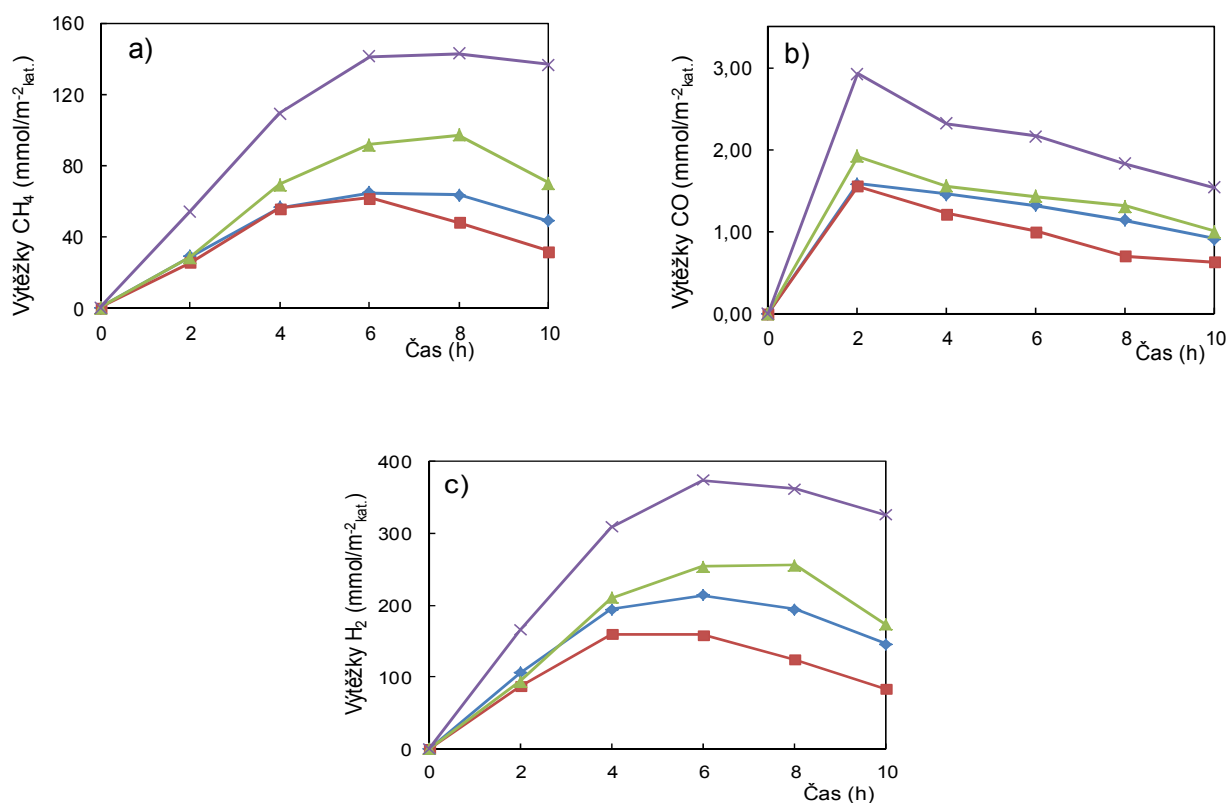 a)
Výtěžky CH₄ (mmol/m⁻²kat.)
160
120
80
40
0
0 2 4 6 8 10
Čas (h)
b)
Výtěžky CO (mmol/m⁻²kat.)
3,00
2,00
1,00
0,00
0 2 4 6 8 10
Čas (h)
c)
Výtěžky H₂ (mmol/m⁻²kat.)
400
300
200
100
0
0 2 4 6 8 10
Čas (h)